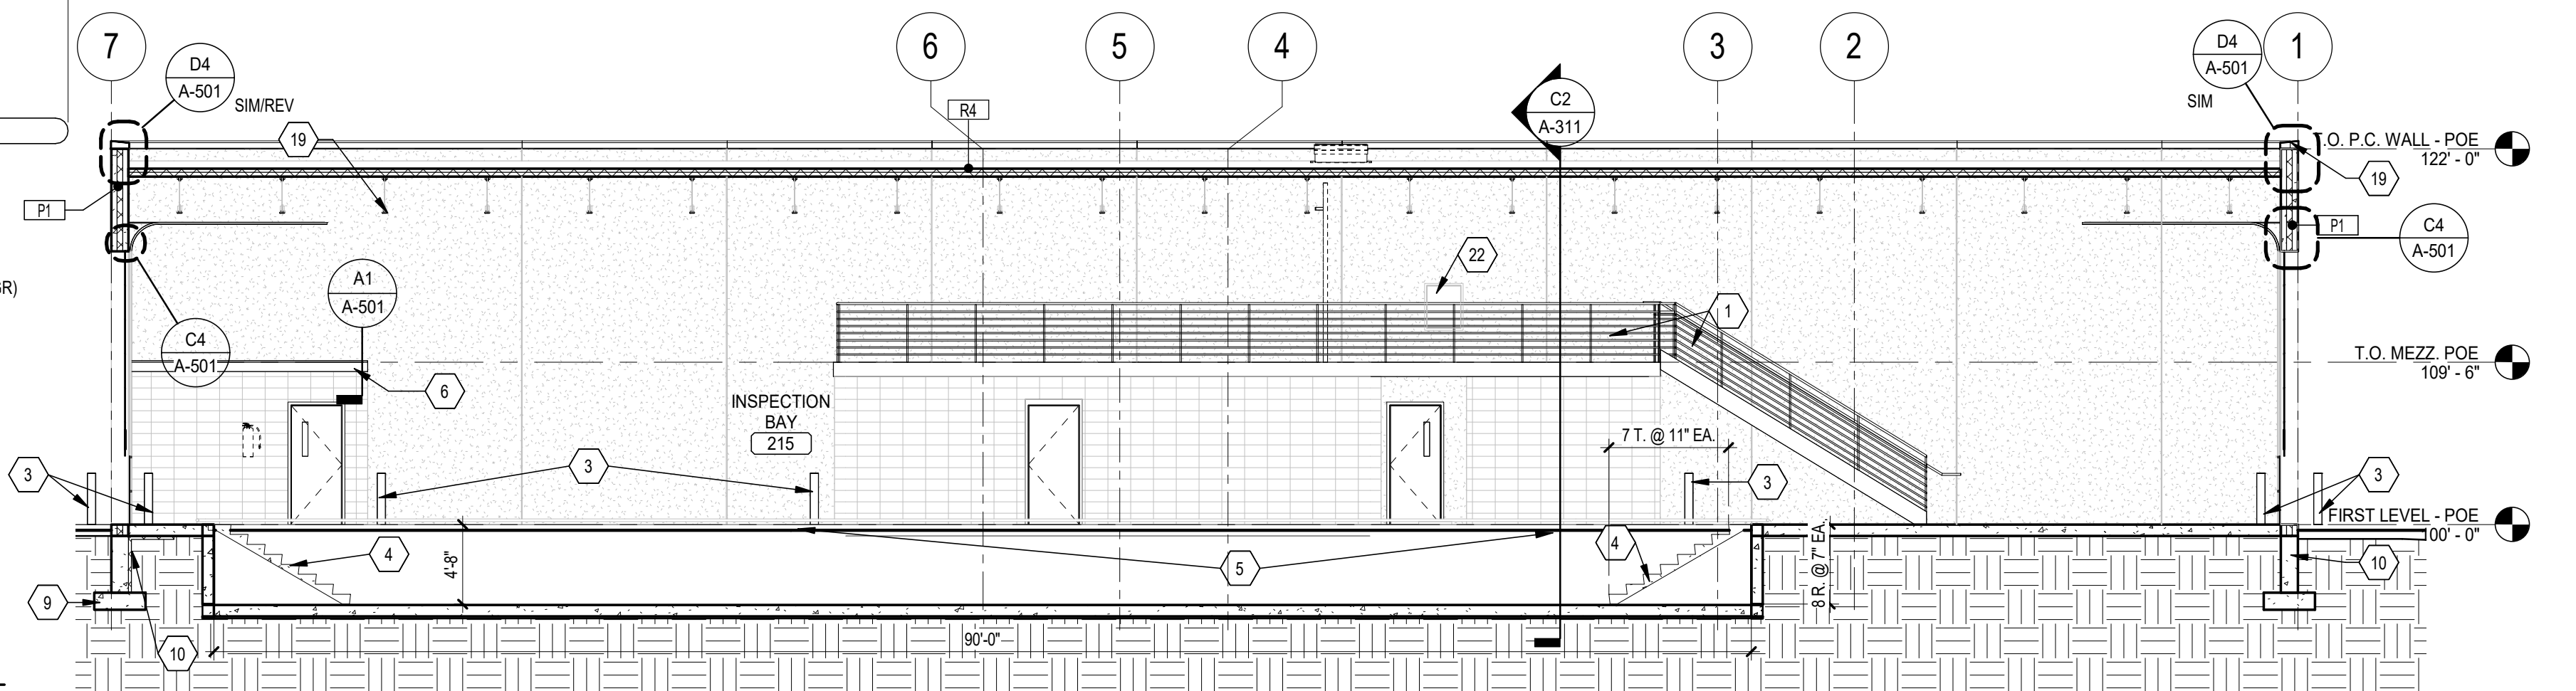 7
6
5
4
3
2
1
D4
A-501
SIM/REV
D4
A-501
SIM
C2
A-311
R4
19
T.O. P.C. WALL - POE
122' - 0"
19
P1
P1
C4
A-501
22
A1
A-501
GR)
1
C4
A-501
T.O. MEZZ. POE
109' - 6"
6
INSPECTION
BAY
215
7 T. @ 11" EA.
3
3
3
3
FIRST LEVEL - POE
100' - 0"
4
4'-8"
5
4
8 R. @ 7" EA.
10
9
10
90'-0"